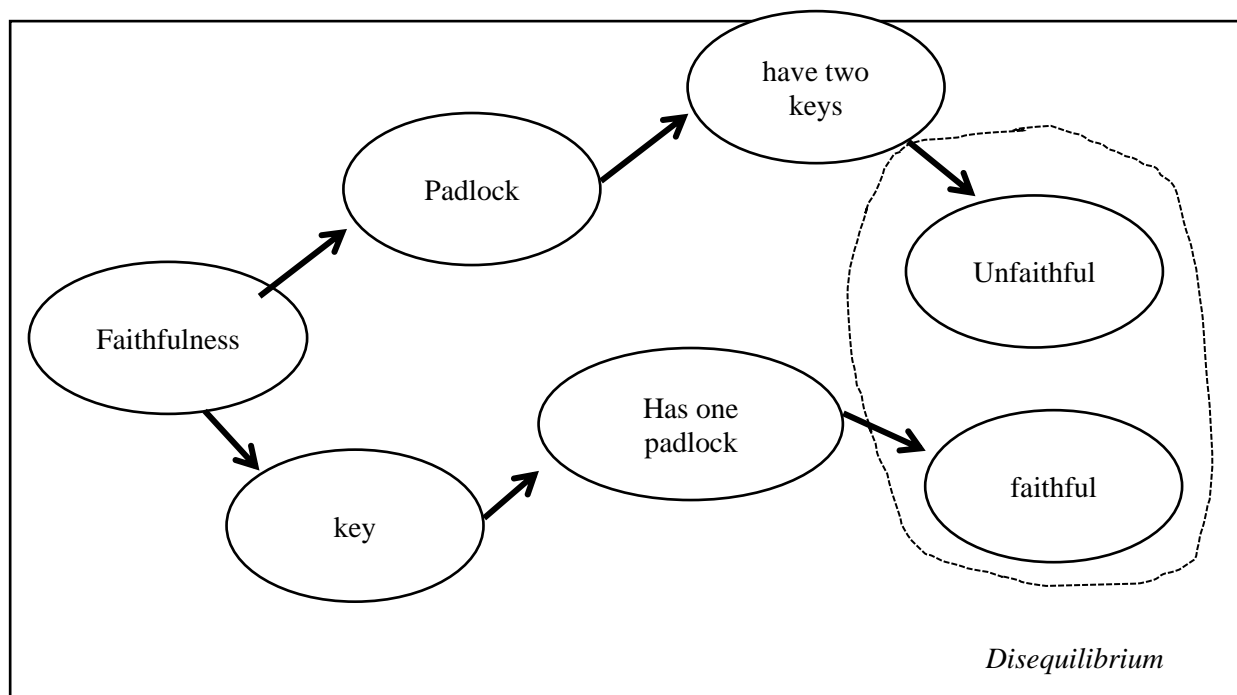 have two
keys
Padlock
Unfaithful
Faithfulness
Has one
padlock
faithful
key
Disequilibrium